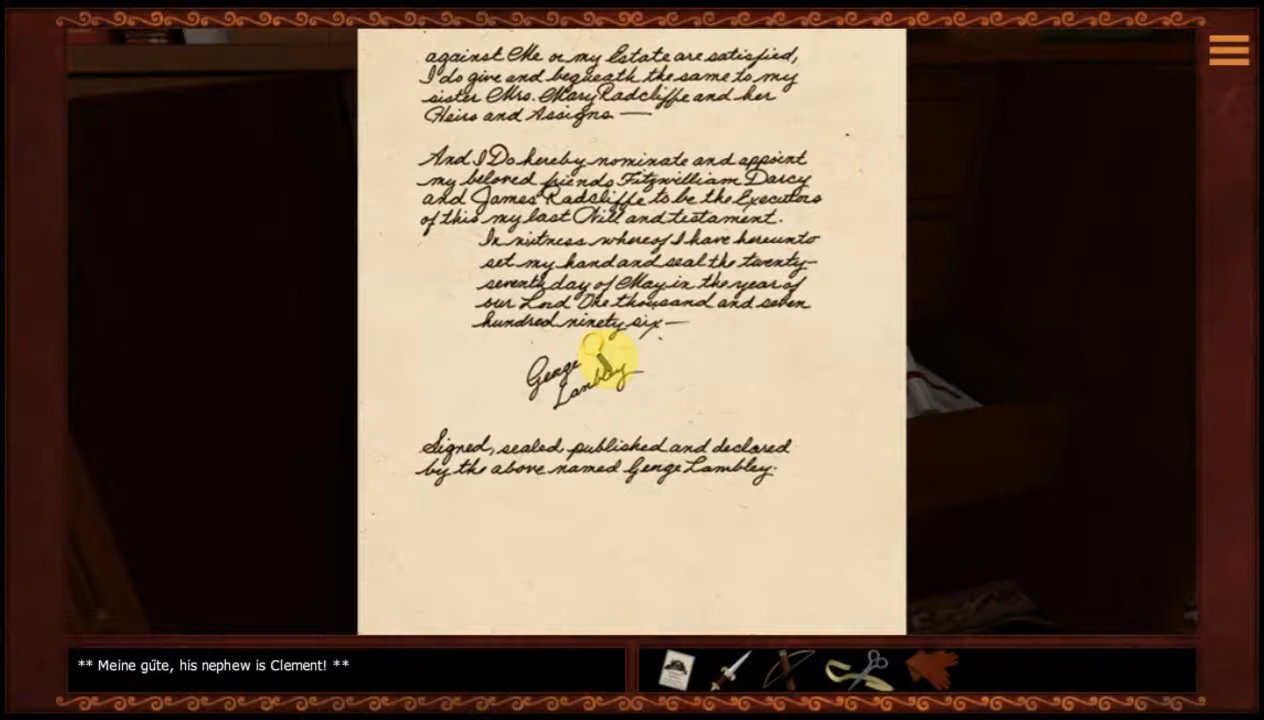 against Me or my Estate are satisfied,
I do give and bequeath the same to my
sister Mrs. Mary Radcliffe and her
Heirs and Assigns —
And I Do hereby nominate and appoint
my beloved friends Fitzwilliam Darcy
and James Radcliffe to be the Executors
of this my last Will and testament.
In witness whereof I have hereunto
set my hand and seal the twenty-
seventh day of May in the year of
our Lord One thousand and seven
hundred ninety six —
George
Lambley
Signed, sealed, published and declared
by the above named George Lambley.
** Meine güte, his nephew is Clement! **